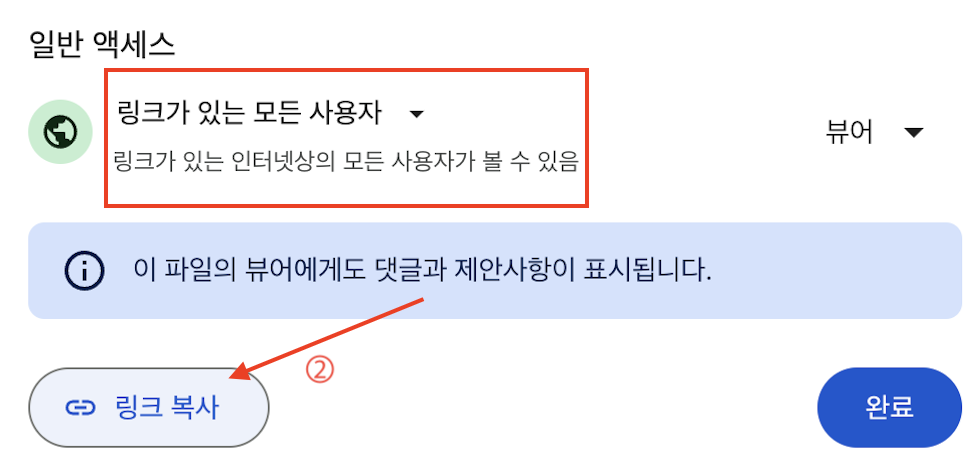 일반 액세스
링크가 있는 모든 사용자
뷰어
링크가 있는 인터넷상의 모든 사용자가 볼 수 있음
이 파일의 뷰어에게도 댓글과 제안사항이 표시됩니다.
②
링크 복사
완료